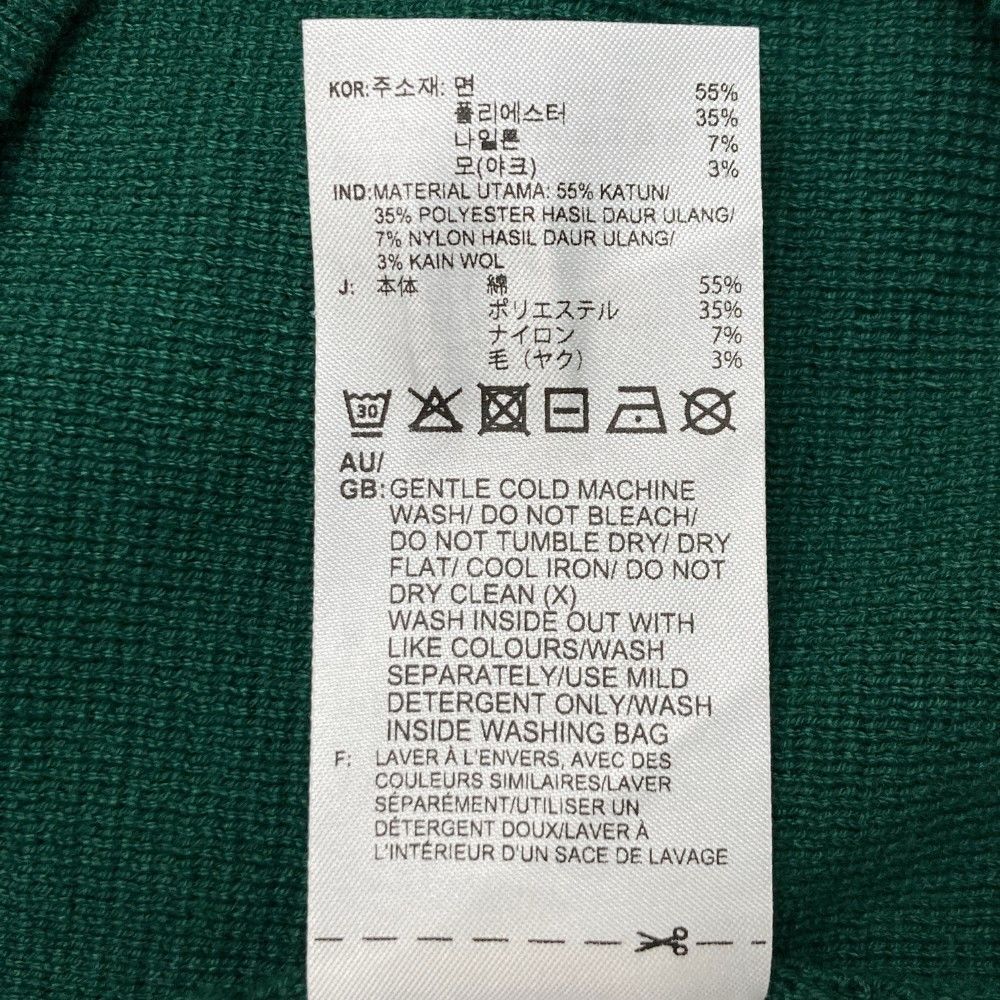 KOR: 주소재: 면 55%
폴리에스터 35%
나일론 7%
모(야크) 3%
IND: MATERIAL UTAMA: 55% KATUN/
35% POLYESTER HASIL DAUR ULANG/
7% NYLON HASIL DAUR ULANG/
3% KAIN WOL
J: 本体 綿 55%
ポリエステル 35%
ナイロン 7%
毛（ヤク） 3%
30
AU/
GB: GENTLE COLD MACHINE
WASH/ DO NOT BLEACH/
DO NOT TUMBLE DRY/ DRY
FLAT/ COOL IRON/ DO NOT
DRY CLEAN (X)
WASH INSIDE OUT WITH
LIKE COLOURS/WASH
SEPARATELY/USE MILD
DETERGENT ONLY/WASH
INSIDE WASHING BAG
F: LAVER À L'ENVERS, AVEC DES
COULEURS SIMILAIRES/LAVER
SÉPARÉMENT/UTILISER UN
DÉTERGENT DOUX/LAVER À
L'INTÉRIEUR D'UN SACE DE LAVAGE